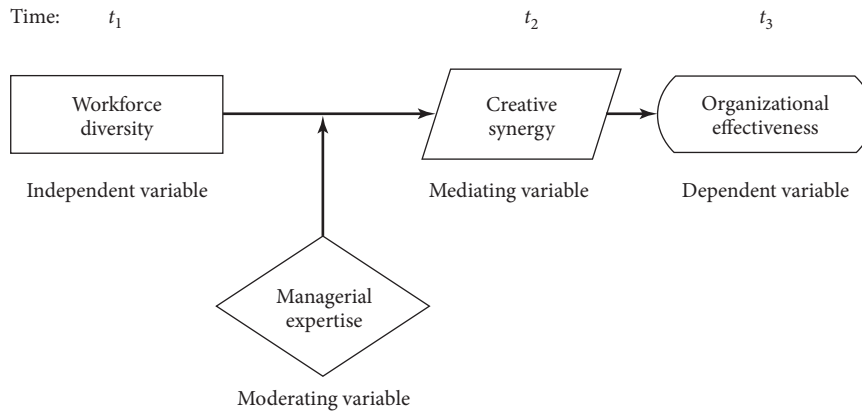 Time: t1 t2 t3
Workforce
diversity
Creative
synergy
Organizational
effectiveness
Independent variable
Mediating variable
Dependent variable
Managerial
expertise
Moderating variable